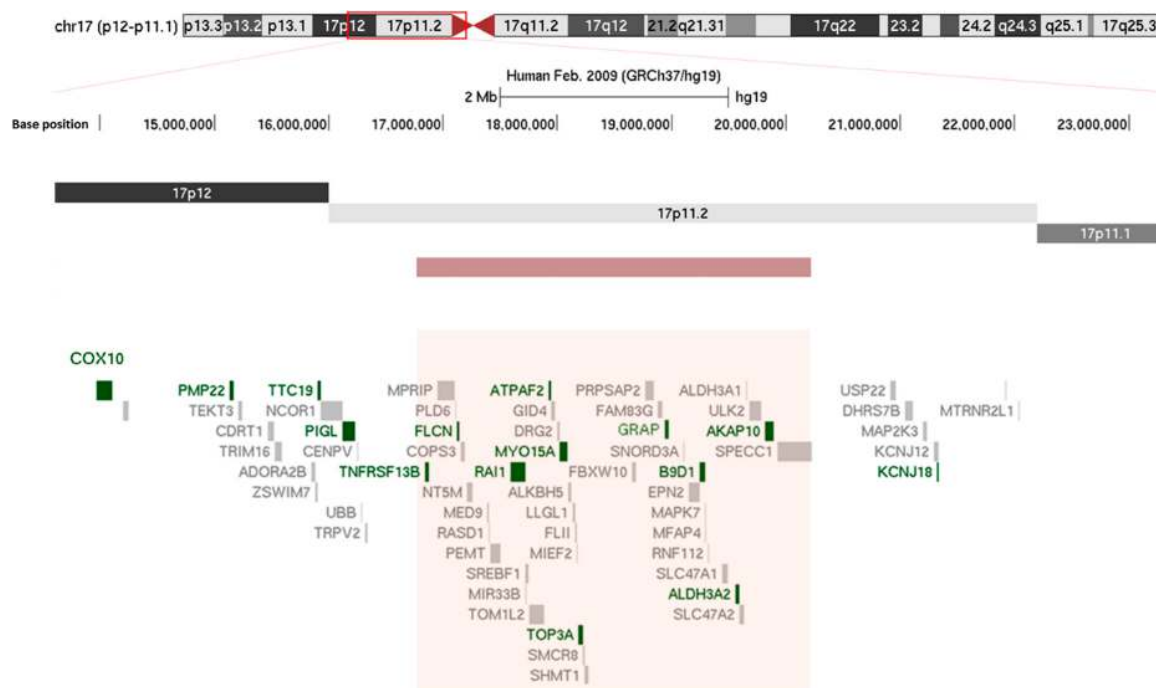 chr17 (p12-p11.1) p13.3 p13.2 p13.1 17p12 17p11.2 17q11.2 17q12 21.2 q21.31 17q22 23.2 24.2 q24.3 q25.1 17q25.3
Human Feb. 2009 (GRCh37/hg19)
2 Mb hg19
Base position 15,000,000 16,000,000 17,000,000 18,000,000 19,000,000 20,000,000 21,000,000 22,000,000 23,000,000
17p12
17p11.2
17p11.1
COX10
PMP22 TTC19 MPRIP ATPAF2 PRPSAP2 ALDH3A1 USP22
TEKT3 NCOR1 PLD6 GID4 FAM83G ULK2 DHRS7B MTRNR2L1
CDRT1 PIGL FLCN DRG2 GRAP AKAP10 MAP2K3
TRIM16 CENPV COPS3 MYO15A SNORD3A SPECC1 KCNJ12
ADORA2B TNFRSF13B RAI1 FBXW10 B9D1 KCNJ18
ZSWIM7 NT5M ALKBH5 EPN2
UBB MED9 LLGL1 MAPK7
TRPV2 RASD1 FLII MFAP4
PEMT MIEF2 RNF112
SREBF1 SLC47A1
MIR33B ALDH3A2
TOM1L2 SLC47A2
TOP3A
SMCR8
SHMT1